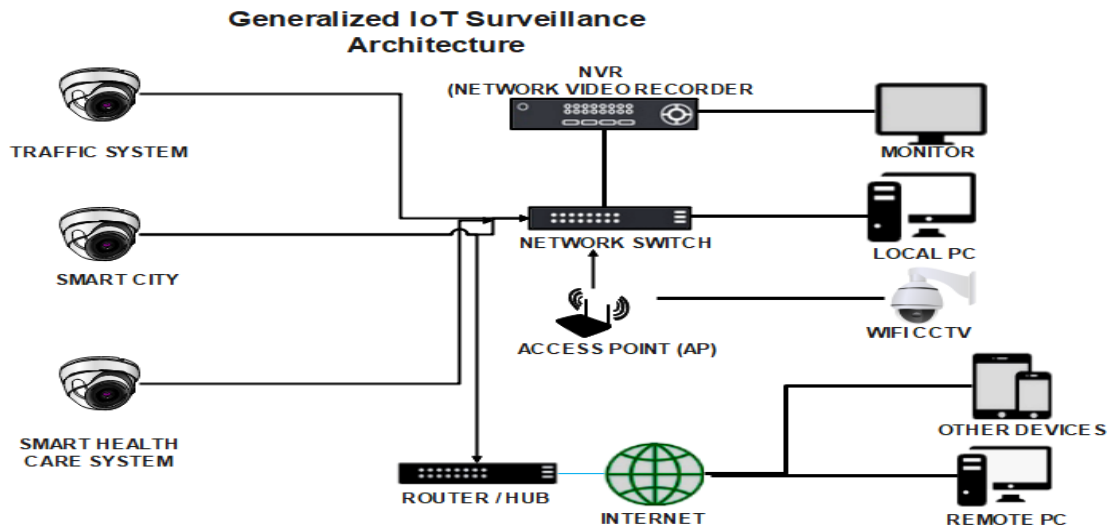 Generalized IoT Surveillance
Architecture
NVR
(NETWORK VIDEO RECORDER
TRAFFIC SYSTEM
MONITOR
NETWORK SWITCH
LOCAL PC
SMART CITY
WIFI CCTV
ACCESS POINT (AP)
OTHER DEVICES
SMART HEALTH
CARE SYSTEM
ROUTER / HUB
INTERNET
REMOTE PC